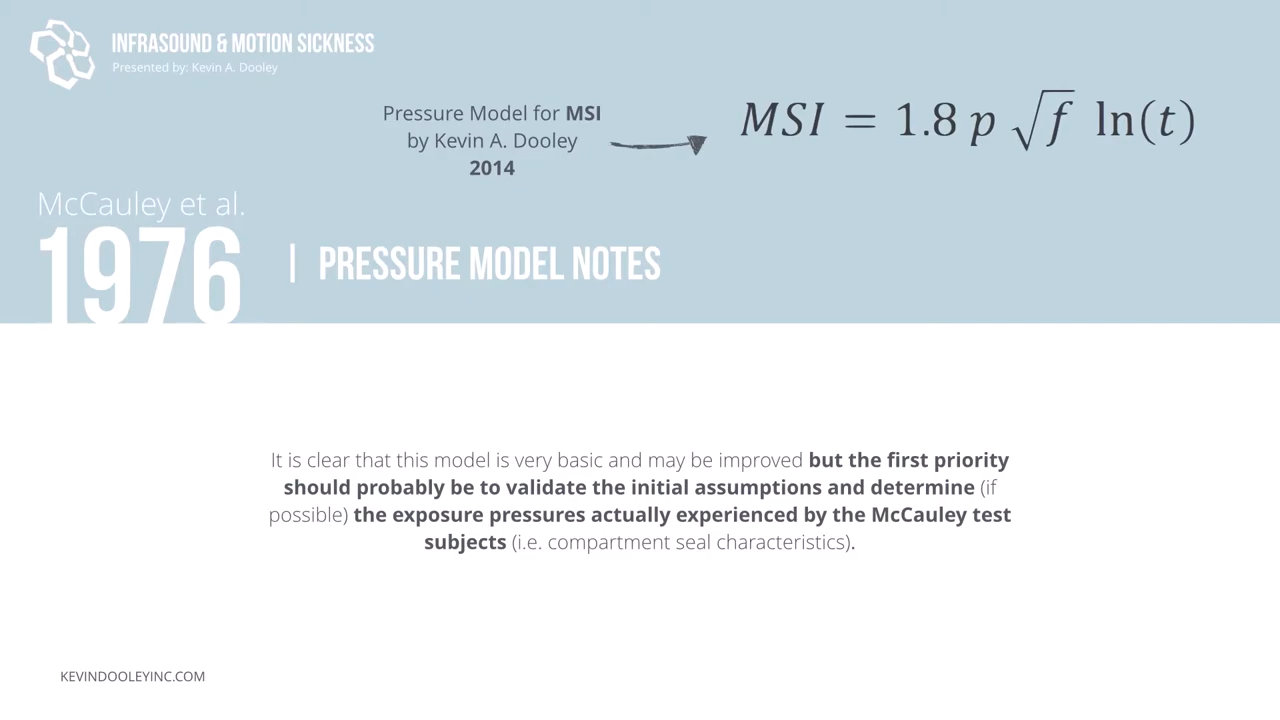 INFRASOUND & MOTION SICKNESS
Presented by: Kevin A. Dooley
Pressure Model for MSI
by Kevin A. Dooley
2014
MSI = 1.8 p √f ln(t)
McCauley et al.
1976
| PRESSURE MODEL NOTES
It is clear that this model is very basic and may be improved but the first priority
should probably be to validate the initial assumptions and determine (if
possible) the exposure pressures actually experienced by the McCauley test
subjects (i.e. compartment seal characteristics).
KEVINDOOLEYINC.COM